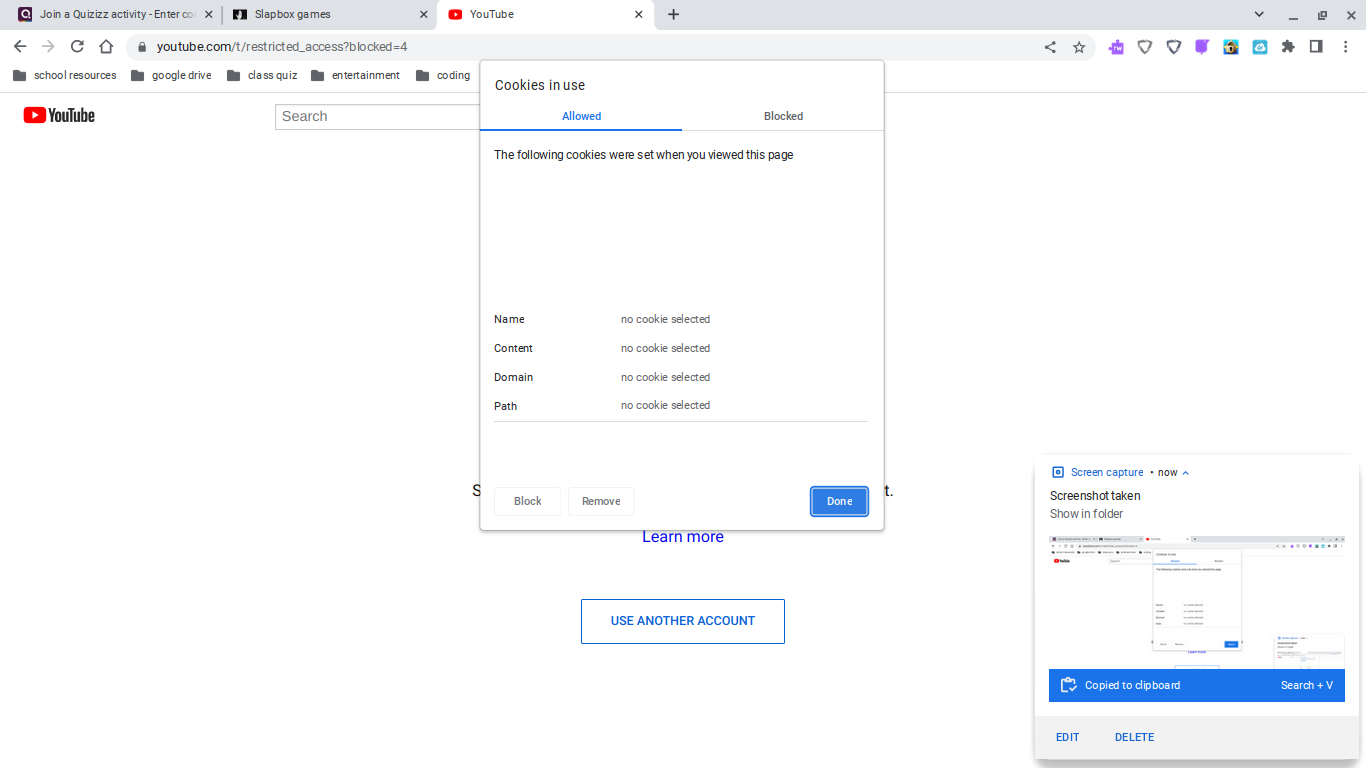 Join a Quizizz activity - Enter co
Slapbox games
YouTube
youtube.com/t/restricted_access?blocked=4
school resources
google drive
class quiz
entertainment
coding
YouTube
Search
Cookies in use
Allowed
Blocked
The following cookies were set when you viewed this page
Name no cookie selected
Content no cookie selected
Domain no cookie selected
Path no cookie selected
S
t.
Block
Remove
Done
Learn more
USE ANOTHER ACCOUNT
Screen capture • now
Screenshot taken
Show in folder
Copied to clipboard
Search + V
EDIT
DELETE